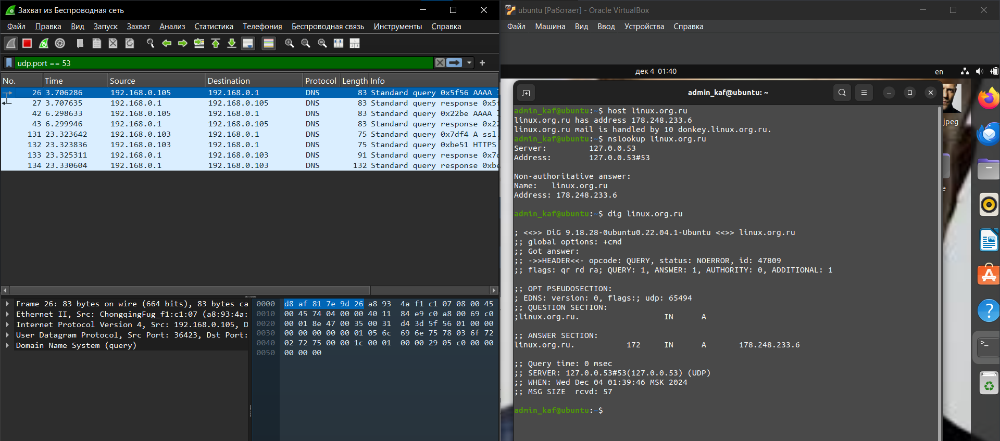 Захват из Беспроводная сеть
Файл Правка Вид Запуск Захват Анализ Статистика Телефония Беспроводная связь Инструменты Справка
udp.port == 53
No. Time Source Destination Protocol Length Info
26 3.706286 192.168.0.105 192.168.0.1 DNS 83 Standard query 0x5f56 AAAA
27 3.707635 192.168.0.1 192.168.0.105 DNS 83 Standard query response 0x5f
42 6.298633 192.168.0.105 192.168.0.1 DNS 83 Standard query 0x22be AAAA
43 6.299946 192.168.0.1 192.168.0.105 DNS 83 Standard query response 0x22
131 23.323642 192.168.0.103 192.168.0.1 DNS 75 Standard query 0x7df4 A ssl.
132 23.323836 192.168.0.103 192.168.0.1 DNS 75 Standard query 0xbe51 HTTPS
133 23.325311 192.168.0.1 192.168.0.103 DNS 91 Standard query response 0x7d
134 23.330604 192.168.0.1 192.168.0.103 DNS 132 Standard query response 0xbe
Frame 26: 83 bytes on wire (664 bits), 83 bytes ca
Ethernet II, Src: ChongqingFug_f1:c1:07 (a8:93:4a:
Internet Protocol Version 4, Src: 192.168.0.105, D
User Datagram Protocol, Src Port: 36423, Dst Port:
Domain Name System (query)
0000 d8 af 81 7e 9d 26 a8 93 4a f1 c1 07 08 00 45
0010 00 45 74 04 00 00 40 11 84 e9 c0 a8 00 69 c0
0020 00 01 8e 47 00 35 00 31 d4 3d 5f 56 01 00 00
0030 00 00 00 00 00 01 05 6c 69 6e 75 78 03 6f 72
0040 02 72 75 00 00 1c 00 01 00 00 29 05 c0 00 00
0050 00 00 00
ubuntu [Работает] - Oracle VirtualBox
Файл Машина Вид Ввод Устройства Справка
дек 4 01:40
en
admin_kaf@ubuntu: ~
.jpeg
e
admin_kaf@ubuntu:~$ host linux.org.ru
linux.org.ru has address 178.248.233.6
linux.org.ru mail is handled by 10 donkey.linux.org.ru.
admin_kaf@ubuntu:~$ nslookup linux.org.ru
Server: 127.0.0.53
Address: 127.0.0.53#53
Non-authoritative answer:
Name: linux.org.ru
Address: 178.248.233.6
admin_kaf@ubuntu:~$ dig linux.org.ru
; <<>> DiG 9.18.28-0ubuntu0.22.04.1-Ubuntu <<>> linux.org.ru
;; global options: +cmd
;; Got answer:
;; ->>HEADER<<- opcode: QUERY, status: NOERROR, id: 47809
;; flags: qr rd ra; QUERY: 1, ANSWER: 1, AUTHORITY: 0, ADDITIONAL: 1
;; OPT PSEUDOSECTION:
; EDNS: version: 0, flags:; udp: 65494
;; QUESTION SECTION:
;linux.org.ru. IN A
;; ANSWER SECTION:
linux.org.ru. 172 IN A 178.248.233.6
;; Query time: 0 msec
;; SERVER: 127.0.0.53#53(127.0.0.53) (UDP)
;; WHEN: Wed Dec 04 01:39:46 MSK 2024
;; MSG SIZE rcvd: 57
admin_kaf@ubuntu:~$